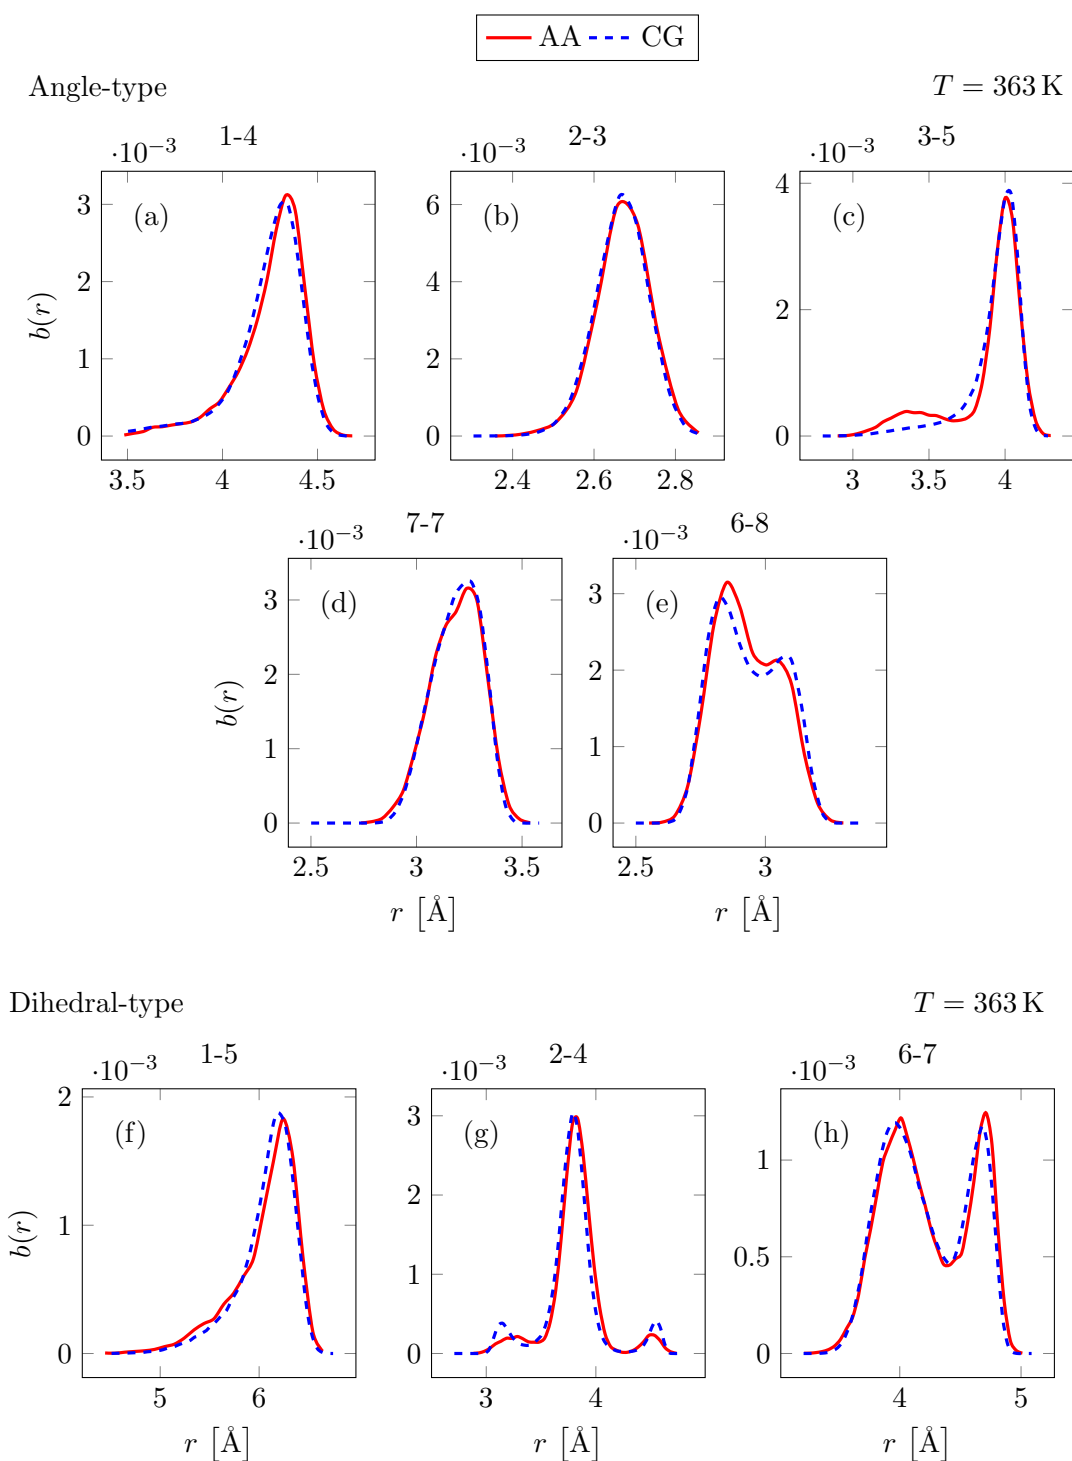 AA CG
Angle-type T = 363 K
·10⁻³ 1-4 ·10⁻³ 2-3 ·10⁻³ 3-5
(a) (b) (c)
b(r)
3 2 1 0
6 4 2 0
4 2 0
3.5 4 4.5
2.4 2.6 2.8
3 3.5 4
·10⁻³ 7-7 ·10⁻³ 6-8
(d) (e)
b(r)
3 2 1 0
3 2 1 0
2.5 3 3.5
2.5 3
r [Å] r [Å]
Dihedral-type T = 363 K
·10⁻³ 1-5 ·10⁻³ 2-4 ·10⁻³ 6-7
(f) (g) (h)
b(r)
2 1 0
3 2 1 0
1 0.5 0
5 6
3 4
4 5
r [Å] r [Å] r [Å]